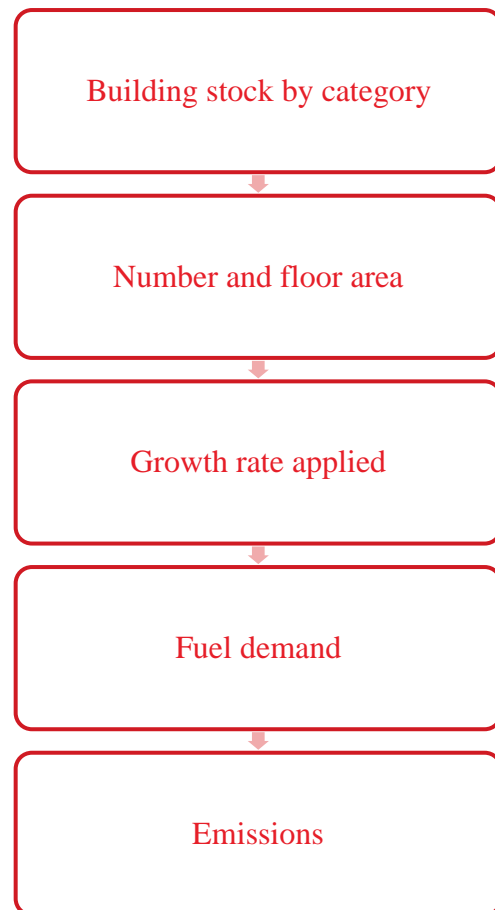 Building stock by category
Number and floor area
Growth rate applied
Fuel demand
Emissions